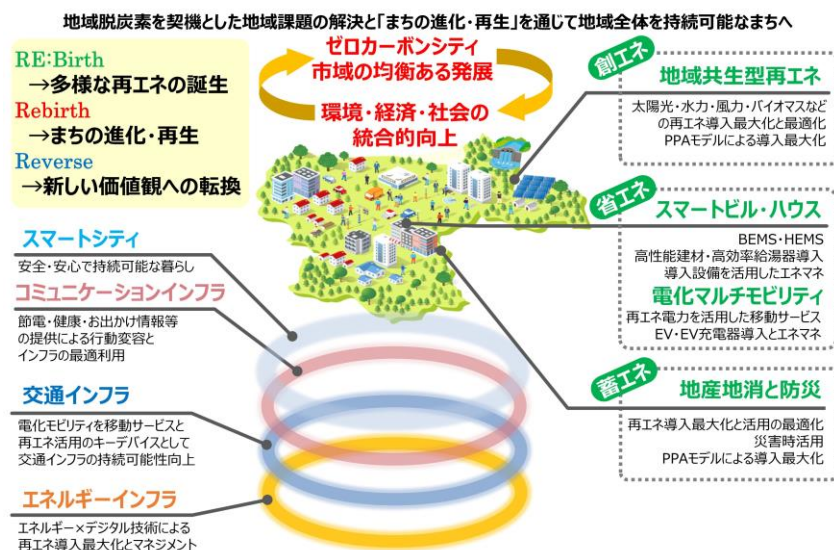 地域脱炭素を契機とした地域課題の解決と「まちの進化・再生」を通じて地域全体を持続可能なまちへ
RE:Birth
→多様な再エネの誕生
Rebirth
→まちの進化・再生
Reverse
→新しい価値観への転換
ゼロカーボンシティ
市域の均衡ある発展
環境・経済・社会の
統合的向上
創エネ
地域共生型再エネ
太陽光・水力・風力・バイオマスなど
の再エネ導入最大化と最適化
PPAモデルによる導入最大化
省エネ
スマートビル・ハウス
BEMS・HEMS
高性能建材・高効率給湯器導入
導入設備を活用したエネマネ
電化マルチモビリティ
再エネ電力を活用した移動サービス
EV・EV充電器導入とエネマネ
蓄エネ
地産地消と防災
再エネ導入最大化と活用の最適化
災害時活用
PPAモデルによる導入最大化
スマートシティ
安全・安心で持続可能な暮らし
コミュニケーションインフラ
節電・健康・お出かけ情報等
の提供による行動変容と
インフラの最適利用
交通インフラ
電化モビリティを移動サービスと
再エネ活用のキーデバイスとして
交通インフラの持続可能性向上
エネルギーインフラ
エネルギー×デジタル技術による
再エネ導入最大化とマネジメント